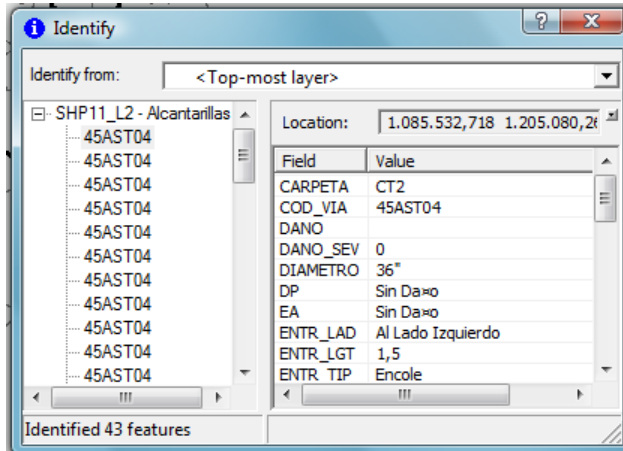 Identify
Identify from: <Top-most layer>
SHP11_L2 - Alcantarillas
45AST04
45AST04
45AST04
45AST04
45AST04
45AST04
45AST04
45AST04
45AST04
45AST04
45AST04
Location: 1.085.532,718 1.205.080,26
Field Value
CARPETA CT2
COD_VIA 45AST04
DANO
DANO_SEV 0
DIAMETRO 36"
DP Sin Da¤o
EA Sin Da¤o
ENTR_LAD Al Lado Izquierdo
ENTR_LGT 1,5
ENTR_TIP Encole
Identified 43 features